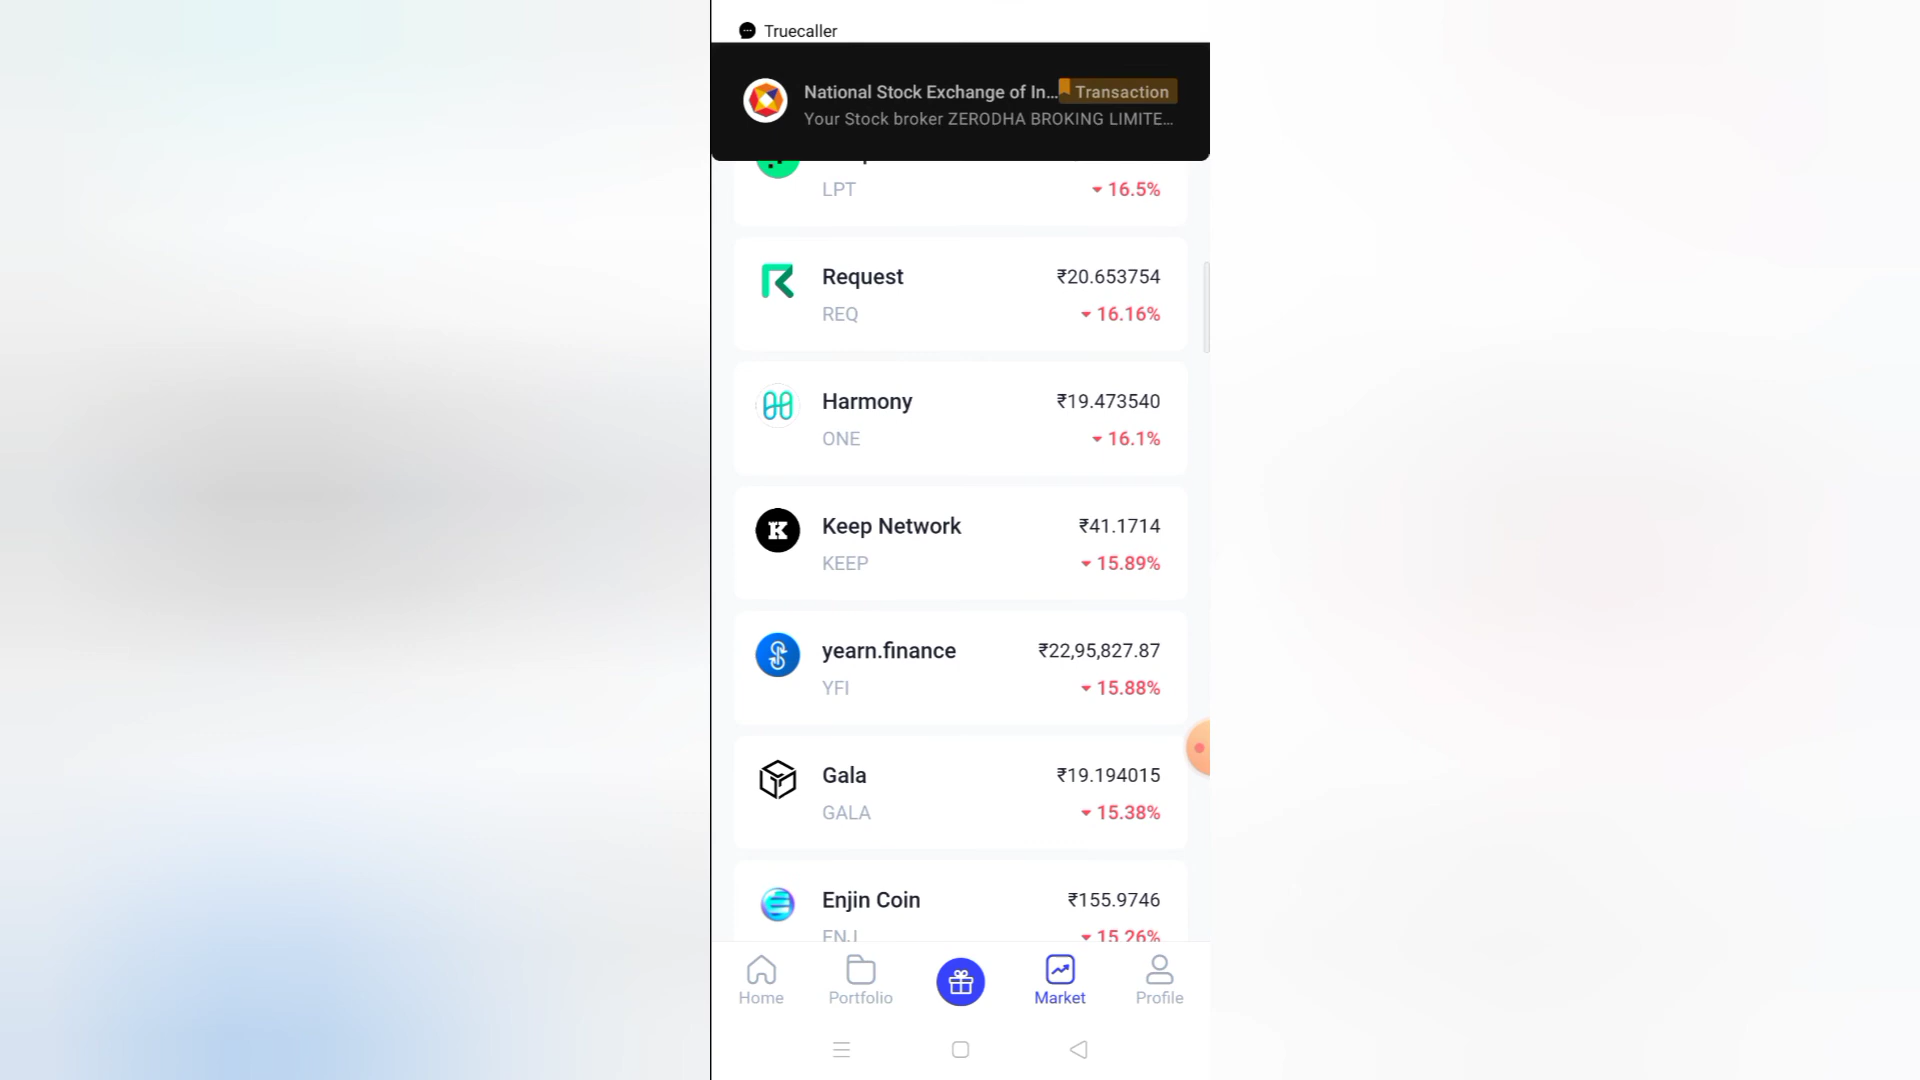 Truecaller
National Stock Exchange of In... Transaction
Your Stock broker ZERODHA BROKING LIMITE...
LPT 16.5%
Request ₹20.653754
REQ 16.16%
Harmony ₹19.473540
ONE 16.1%
Keep Network ₹41.1714
KEEP 15.89%
yearn.finance ₹22,95,827.87
YFI 15.88%
Gala ₹19.194015
GALA 15.38%
Enjin Coin ₹155.9746
ENJ 15.26%
Home Portfolio Market Profile